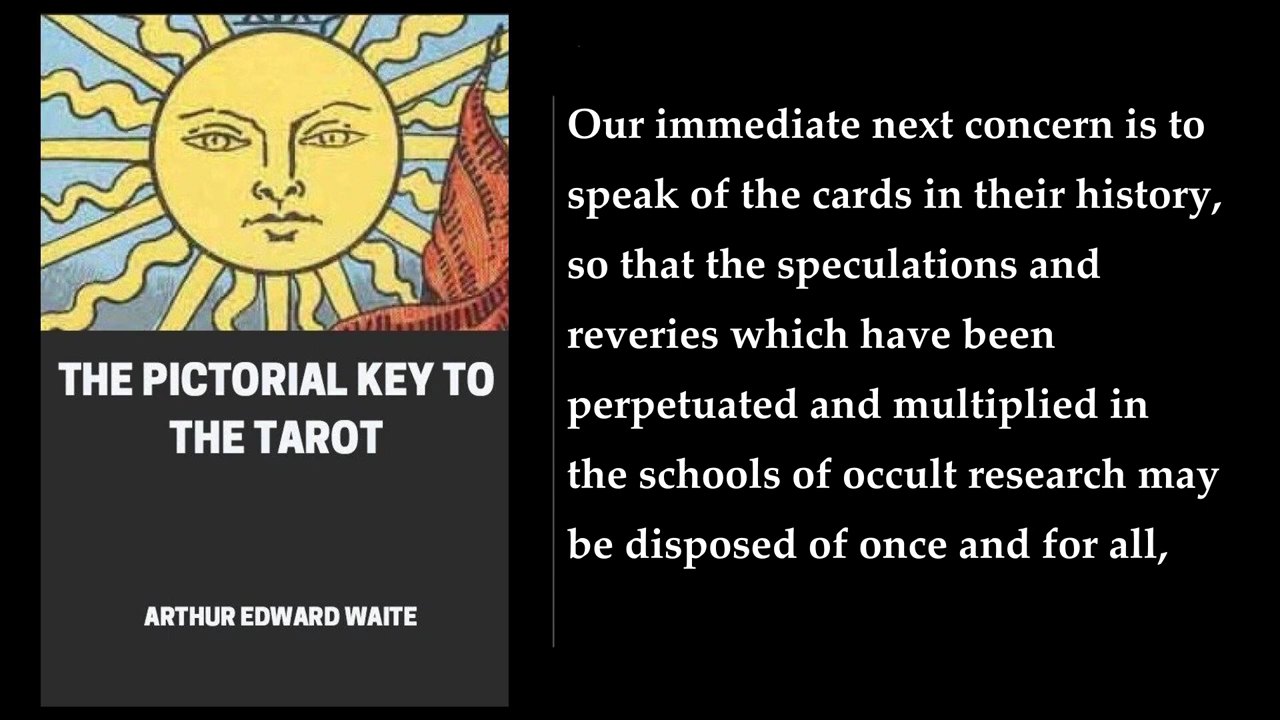 XIX
THE PICTORIAL KEY TO
THE TAROT
ARTHUR EDWARD WAITE
Our immediate next concern is to
speak of the cards in their history,
so that the speculations and
reveries which have been
perpetuated and multiplied in
the schools of occult research may
be disposed of once and for all,